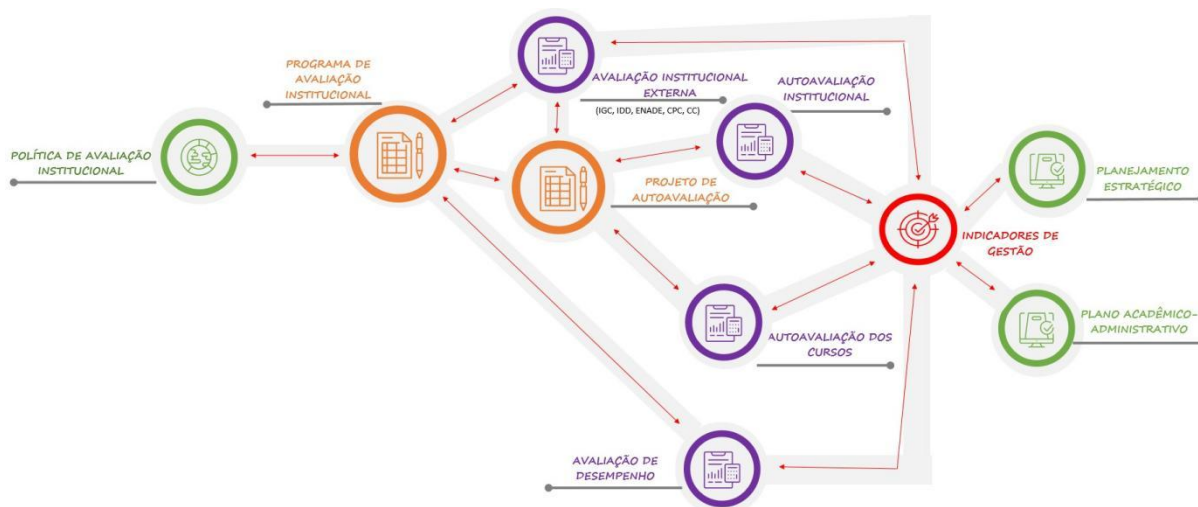 PROGRAMA DE
AVALIAÇÃO
INSTITUCIONAL
AVALIAÇÃO INSTITUCIONAL
EXTERNA
(IGC, IDD, ENADE, CPC, CC)
AUTOAVALIAÇÃO
INSTITUCIONAL
POLÍTICA DE AVALIAÇÃO
INSTITUCIONAL
PROJETO DE
AUTOAVALIAÇÃO
PLANEJAMENTO
ESTRATÉGICO
INDICADORES DE
GESTÃO
PLANO ACADÊMICO-
ADMINISTRATIVO
AUTOAVALIAÇÃO DOS
CURSOS
AVALIAÇÃO DE
DESEMPENHO